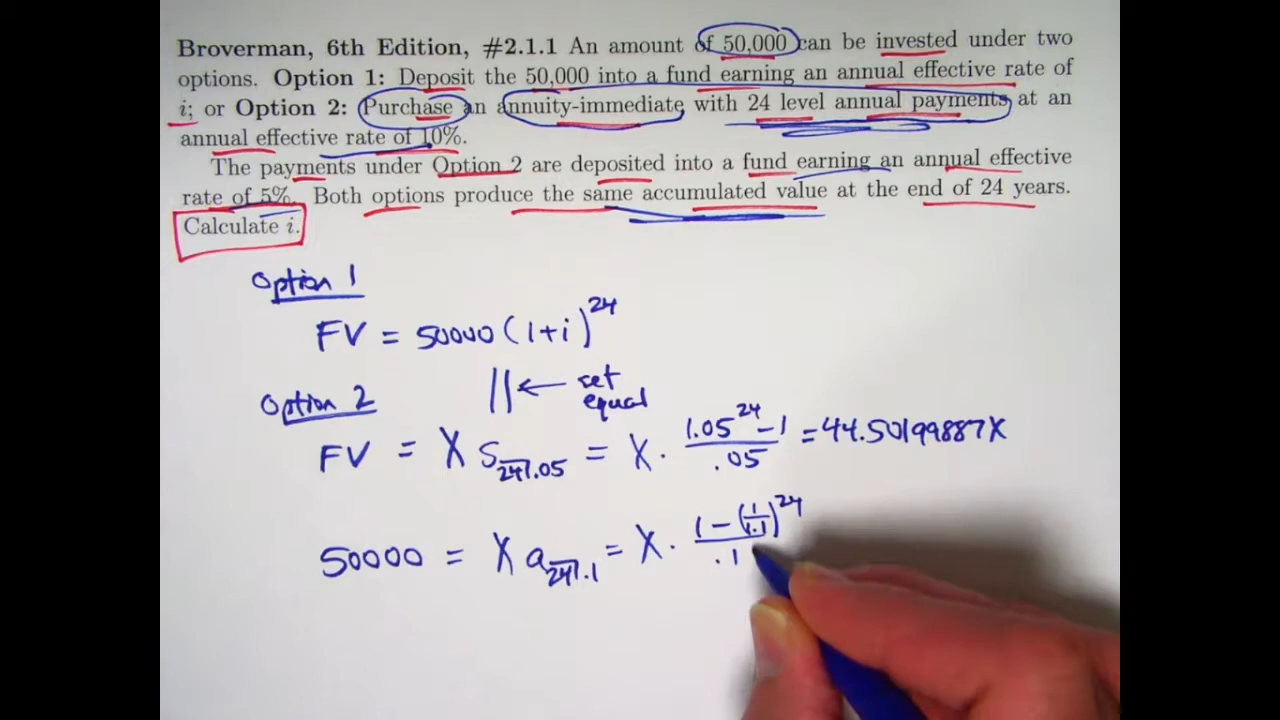 Broverman, 6th Edition, #2.1.1 An amount of 50,000 can be invested under two
options. Option 1: Deposit the 50,000 into a fund earning an annual effective rate of
i; or Option 2: Purchase an annuity-immediate with 24 level annual payments at an
annual effective rate of 10%.
The payments under Option 2 are deposited into a fund earning an annual effective
rate of 5%. Both options produce the same accumulated value at the end of 24 years.
Calculate i.
Option 1
FV = 50000 (1+i)^24
|| ← set equal
Option 2
FV = X s_24⌉.05 = X · (1.05^24 - 1)/.05 = 44.50199887X
50000 = X a_24⌉.1 = X · (1 - (1/1.1)^24)/.1